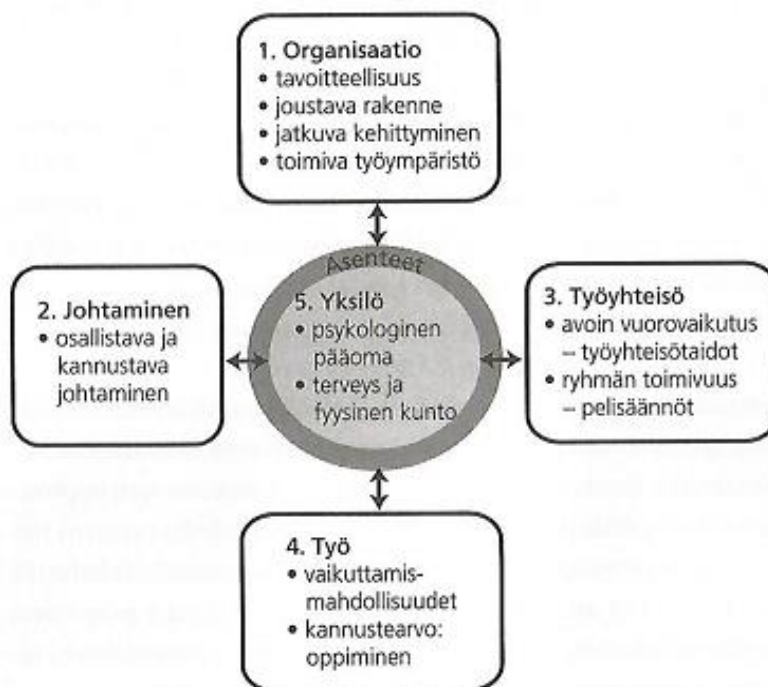 1. Organisaatio
• tavoitteellisuus
• joustava rakenne
• jatkuva kehittyminen
• toimiva työympäristö
Asenteet
2. Johtaminen
• osallistava ja
kannustava
johtaminen
5. Yksilö
• psykologinen
pääoma
• terveys ja
fyysinen kunto
3. Työyhteisö
• avoin vuorovaikutus
– työyhteisötaidot
• ryhmän toimivuus
– pelisäännöt
4. Työ
• vaikuttamis-
mahdollisuudet
• kannustearvo:
oppiminen